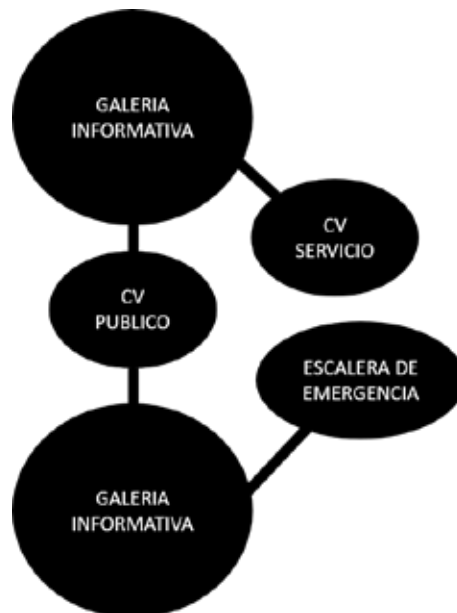 GALERIA
INFORMATIVA
CV
SERVICIO
CV
PUBLICO
ESCALERA DE
EMERGENCIA
GALERIA
INFORMATIVA